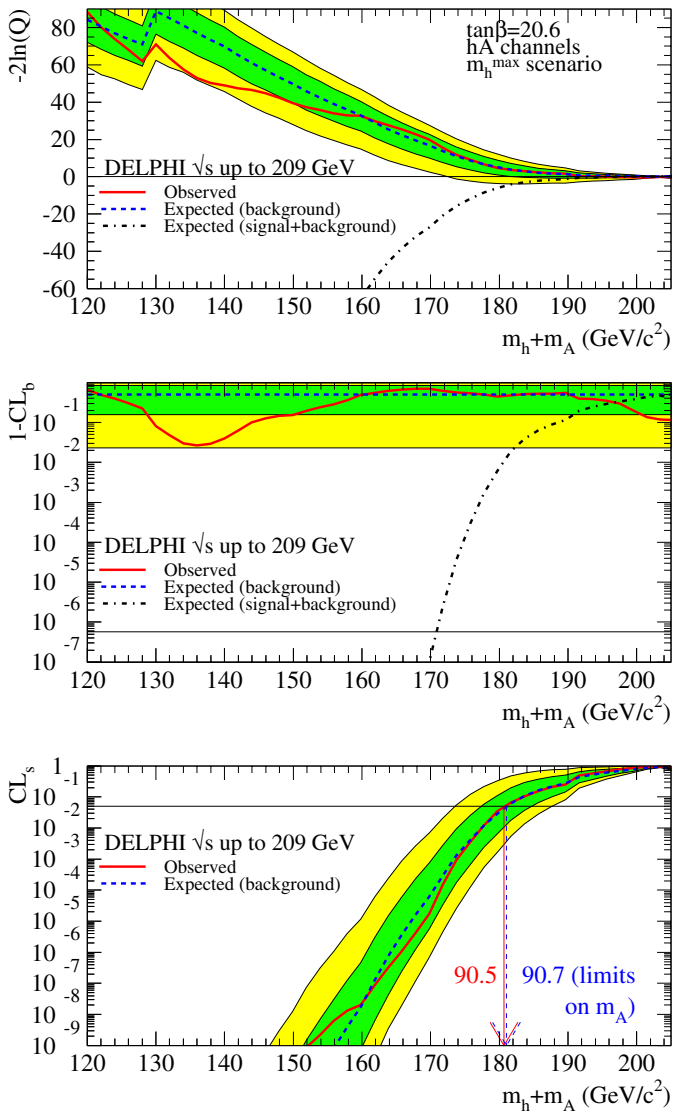 tanβ=20.6
hA channels
m_h^max scenario
-2ln(Q)
80
60
40
20
0
-20
-40
-60
DELPHI √s up to 209 GeV
Observed
Expected (background)
Expected (signal+background)
120 130 140 150 160 170 180 190 200
m_h+m_A (GeV/c²)
1-CL_b
10^-1
10^-2
10^-3
10^-4
10^-5
10^-6
10^-7
DELPHI √s up to 209 GeV
Observed
Expected (background)
Expected (signal+background)
120 130 140 150 160 170 180 190 200
m_h+m_A (GeV/c²)
CL_s
1
10^-1
10^-2
10^-3
10^-4
10^-5
10^-6
10^-7
10^-8
10^-9
10
DELPHI √s up to 209 GeV
Observed
Expected (background)
90.5
90.7 (limits
on m_A)
120 130 140 150 160 170 180 190 200
m_h+m_A (GeV/c²)